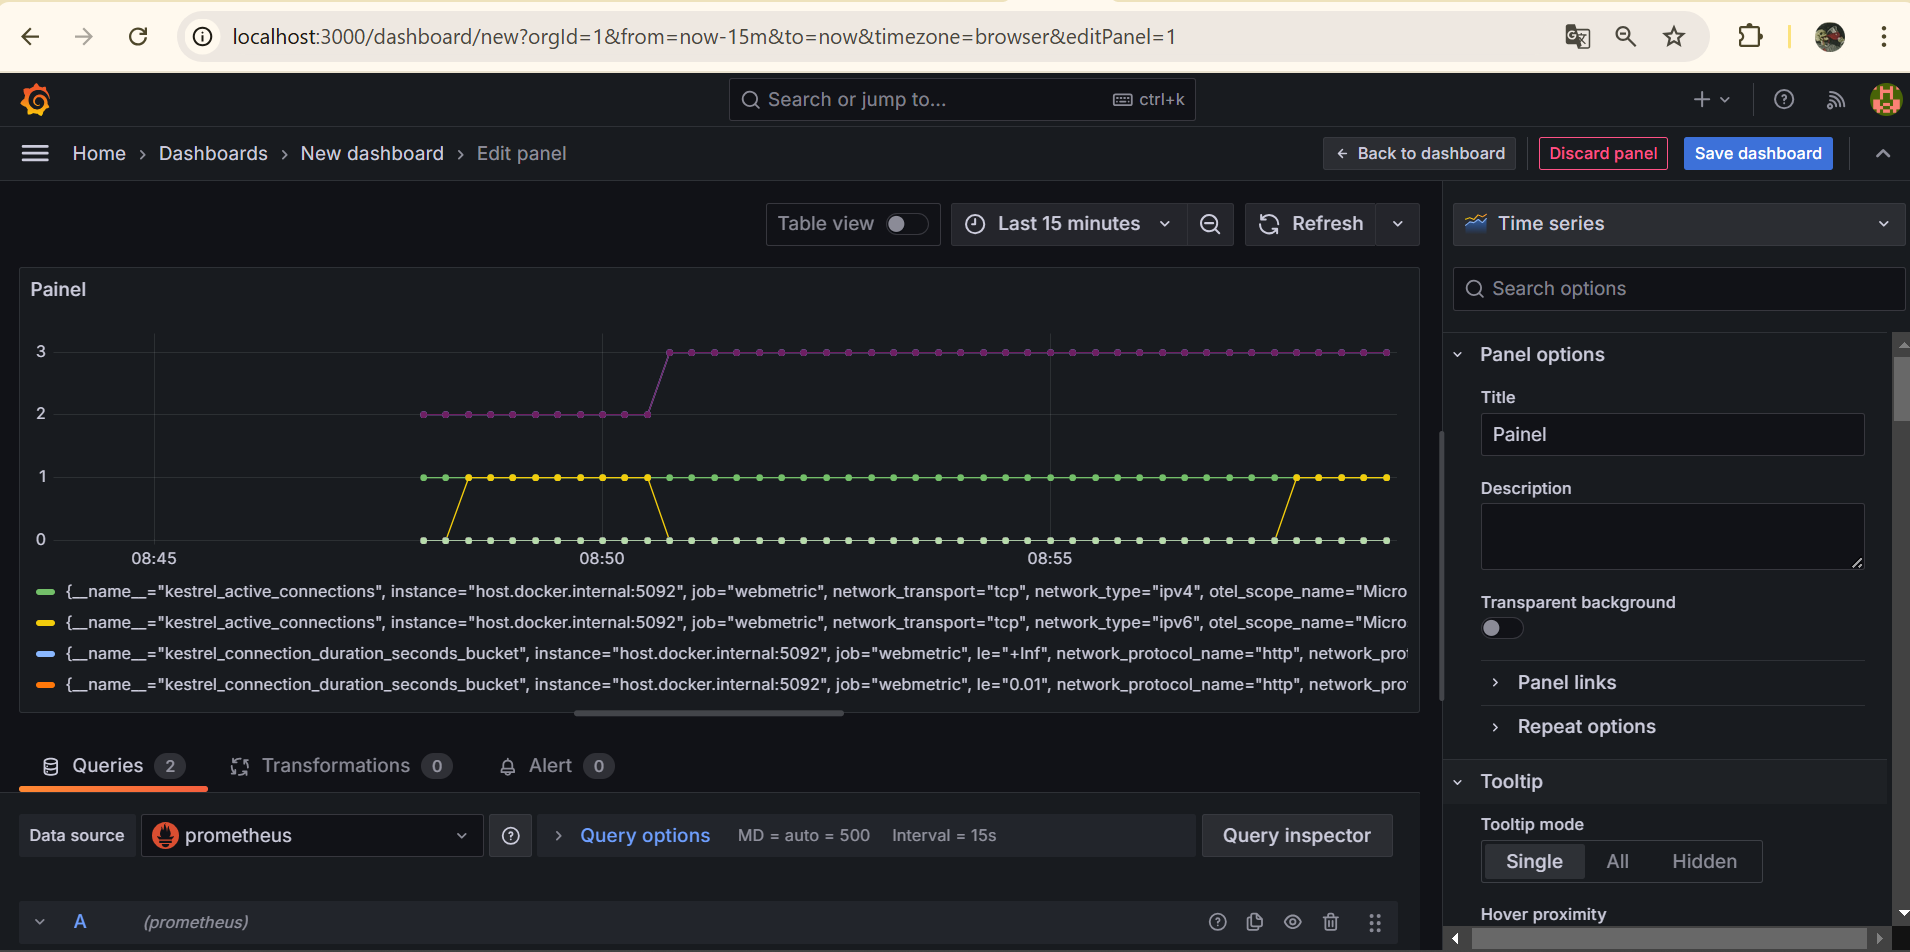 localhost:3000/dashboard/new?orgId=1&from=now-15m&to=now&timezone=browser&editPanel=1
Search or jump to... ctrl+k
Home › Dashboards › New dashboard › Edit panel
Back to dashboard
Discard panel
Save dashboard
Table view
Last 15 minutes
Refresh
Time series
Search options
Painel
3
2
1
0
08:45 08:50 08:55
{__name__="kestrel_active_connections", instance="host.docker.internal:5092", job="webmetric", network_transport="tcp", network_type="ipv4", otel_scope_name="Micro
{__name__="kestrel_active_connections", instance="host.docker.internal:5092", job="webmetric", network_transport="tcp", network_type="ipv6", otel_scope_name="Micro
{__name__="kestrel_connection_duration_seconds_bucket", instance="host.docker.internal:5092", job="webmetric", le="+Inf", network_protocol_name="http", network_pro
{__name__="kestrel_connection_duration_seconds_bucket", instance="host.docker.internal:5092", job="webmetric", le="0.01", network_protocol_name="http", network_pro
Queries 2
Transformations 0
Alert 0
Data source
prometheus
Query options MD = auto = 500 Interval = 15s
Query inspector
A (prometheus)
Panel options
Title
Painel
Description
Transparent background
Panel links
Repeat options
Tooltip
Tooltip mode
Single All Hidden
Hover proximity